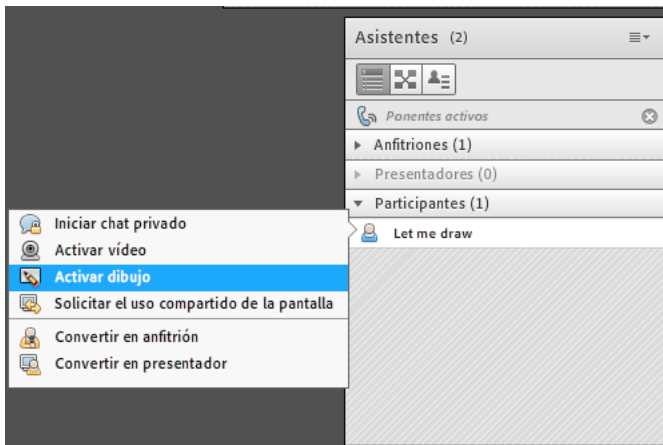 Asistentes (2)
Ponentes activos
Anfitriones (1)
Presentadores (0)
Participantes (1)
Let me draw
Iniciar chat privado
Activar vídeo
Activar dibujo
Solicitar el uso compartido de la pantalla
Convertir en anfitrión
Convertir en presentador